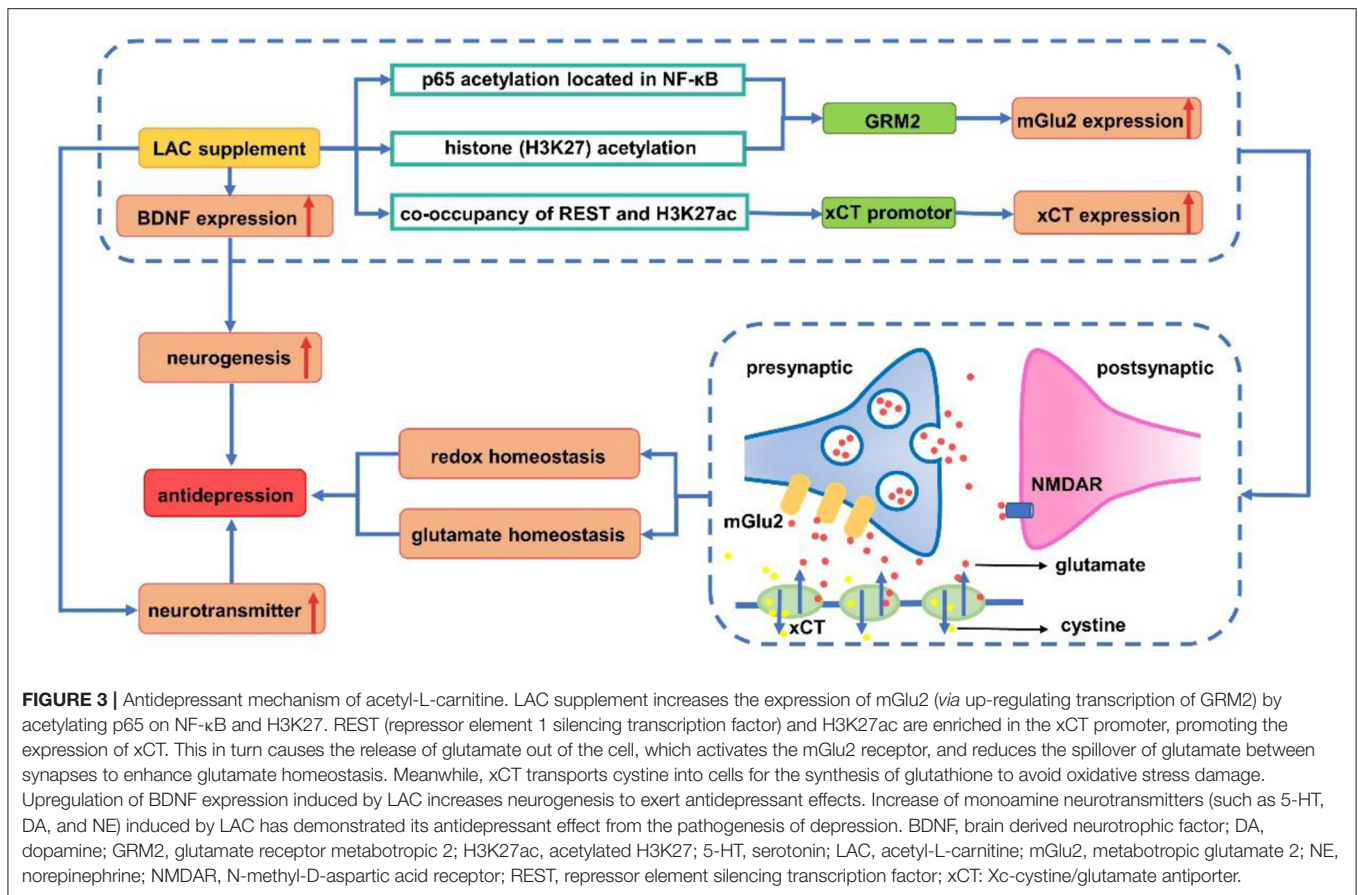 p65 acetylation located in NF-κB
GRM2
mGlu2 expression
LAC supplement
histone (H3K27) acetylation
BDNF expression
co-occupancy of REST and H3K27ac
xCT promotor
xCT expression
neurogenesis
presynaptic
postsynaptic
redox homeostasis
antidepression
NMDAR
mGlu2
glutamate homeostasis
glutamate
neurotransmitter
xCT
cystine
FIGURE 3 | Antidepressant mechanism of acetyl-L-carnitine. LAC supplement increases the expression of mGlu2 (via up-regulating transcription of GRM2) by
acetylating p65 on NF-κB and H3K27. REST (repressor element 1 silencing transcription factor) and H3K27ac are enriched in the xCT promoter, promoting the
expression of xCT. This in turn causes the release of glutamate out of the cell, which activates the mGlu2 receptor, and reduces the spillover of glutamate between
synapses to enhance glutamate homeostasis. Meanwhile, xCT transports cystine into cells for the synthesis of glutathione to avoid oxidative stress damage.
Upregulation of BDNF expression induced by LAC increases neurogenesis to exert antidepressant effects. Increase of monoamine neurotransmitters (such as 5-HT,
DA, and NE) induced by LAC has demonstrated its antidepressant effect from the pathogenesis of depression. BDNF, brain derived neurotrophic factor; DA,
dopamine; GRM2, glutamate receptor metabotropic 2; H3K27ac, acetylated H3K27; 5-HT, serotonin; LAC, acetyl-L-carnitine; mGlu2, metabotropic glutamate 2; NE,
norepinephrine; NMDAR, N-methyl-D-aspartic acid receptor; REST, repressor element silencing transcription factor; xCT: Xc-cystine/glutamate antiporter.